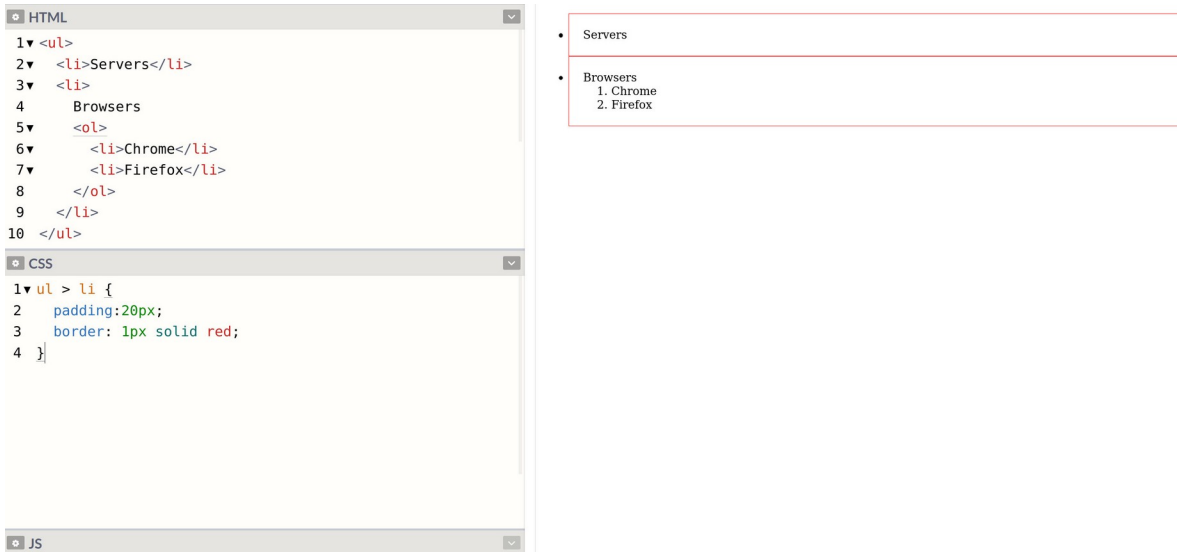 HTML
1 <ul>
2 <li>Servers</li>
3 <li>
4 Browsers
5 <ol>
6 <li>Chrome</li>
7 <li>Firefox</li>
8 </ol>
9 </li>
10 </ul>
CSS
1 ul > li {
2 padding:20px;
3 border: 1px solid red;
4 }
JS
• Servers
• Browsers
1. Chrome
2. Firefox